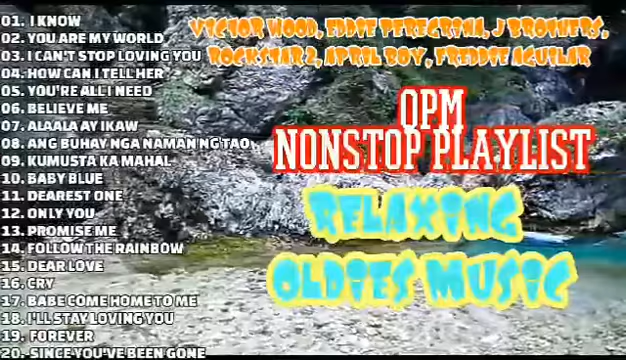 01. I KNOW
02. YOU ARE MY WORLD
03. I CAN'T STOP LOVING YOU
04. HOW CAN I TELL HER
05. YOU'RE ALL I NEED
06. BELIEVE ME
07. ALAALA AY IKAW
08. ANG BUHAY NGA NAMAN NG TAO
09. KUMUSTA KA MAHAL
10. BABY BLUE
11. DEAREST ONE
12. ONLY YOU
13. PROMISE ME
14. FOLLOW THE RAINBOW
15. DEAR LOVE
16. CRY
17. BABE COME HOME TO ME
18. I'LL STAY LOVING YOU
19. FOREVER
20. SINCE YOU'VE BEEN GONE
VICTOR WOOD, EDDIE PEREGRINA, J BROTHERS,
ROCKSTAR 2, APRIL BOY, FREDDIE AGUILAR
OPM
NONSTOP PLAYLIST
RELAXING
OLDIES MUSIC